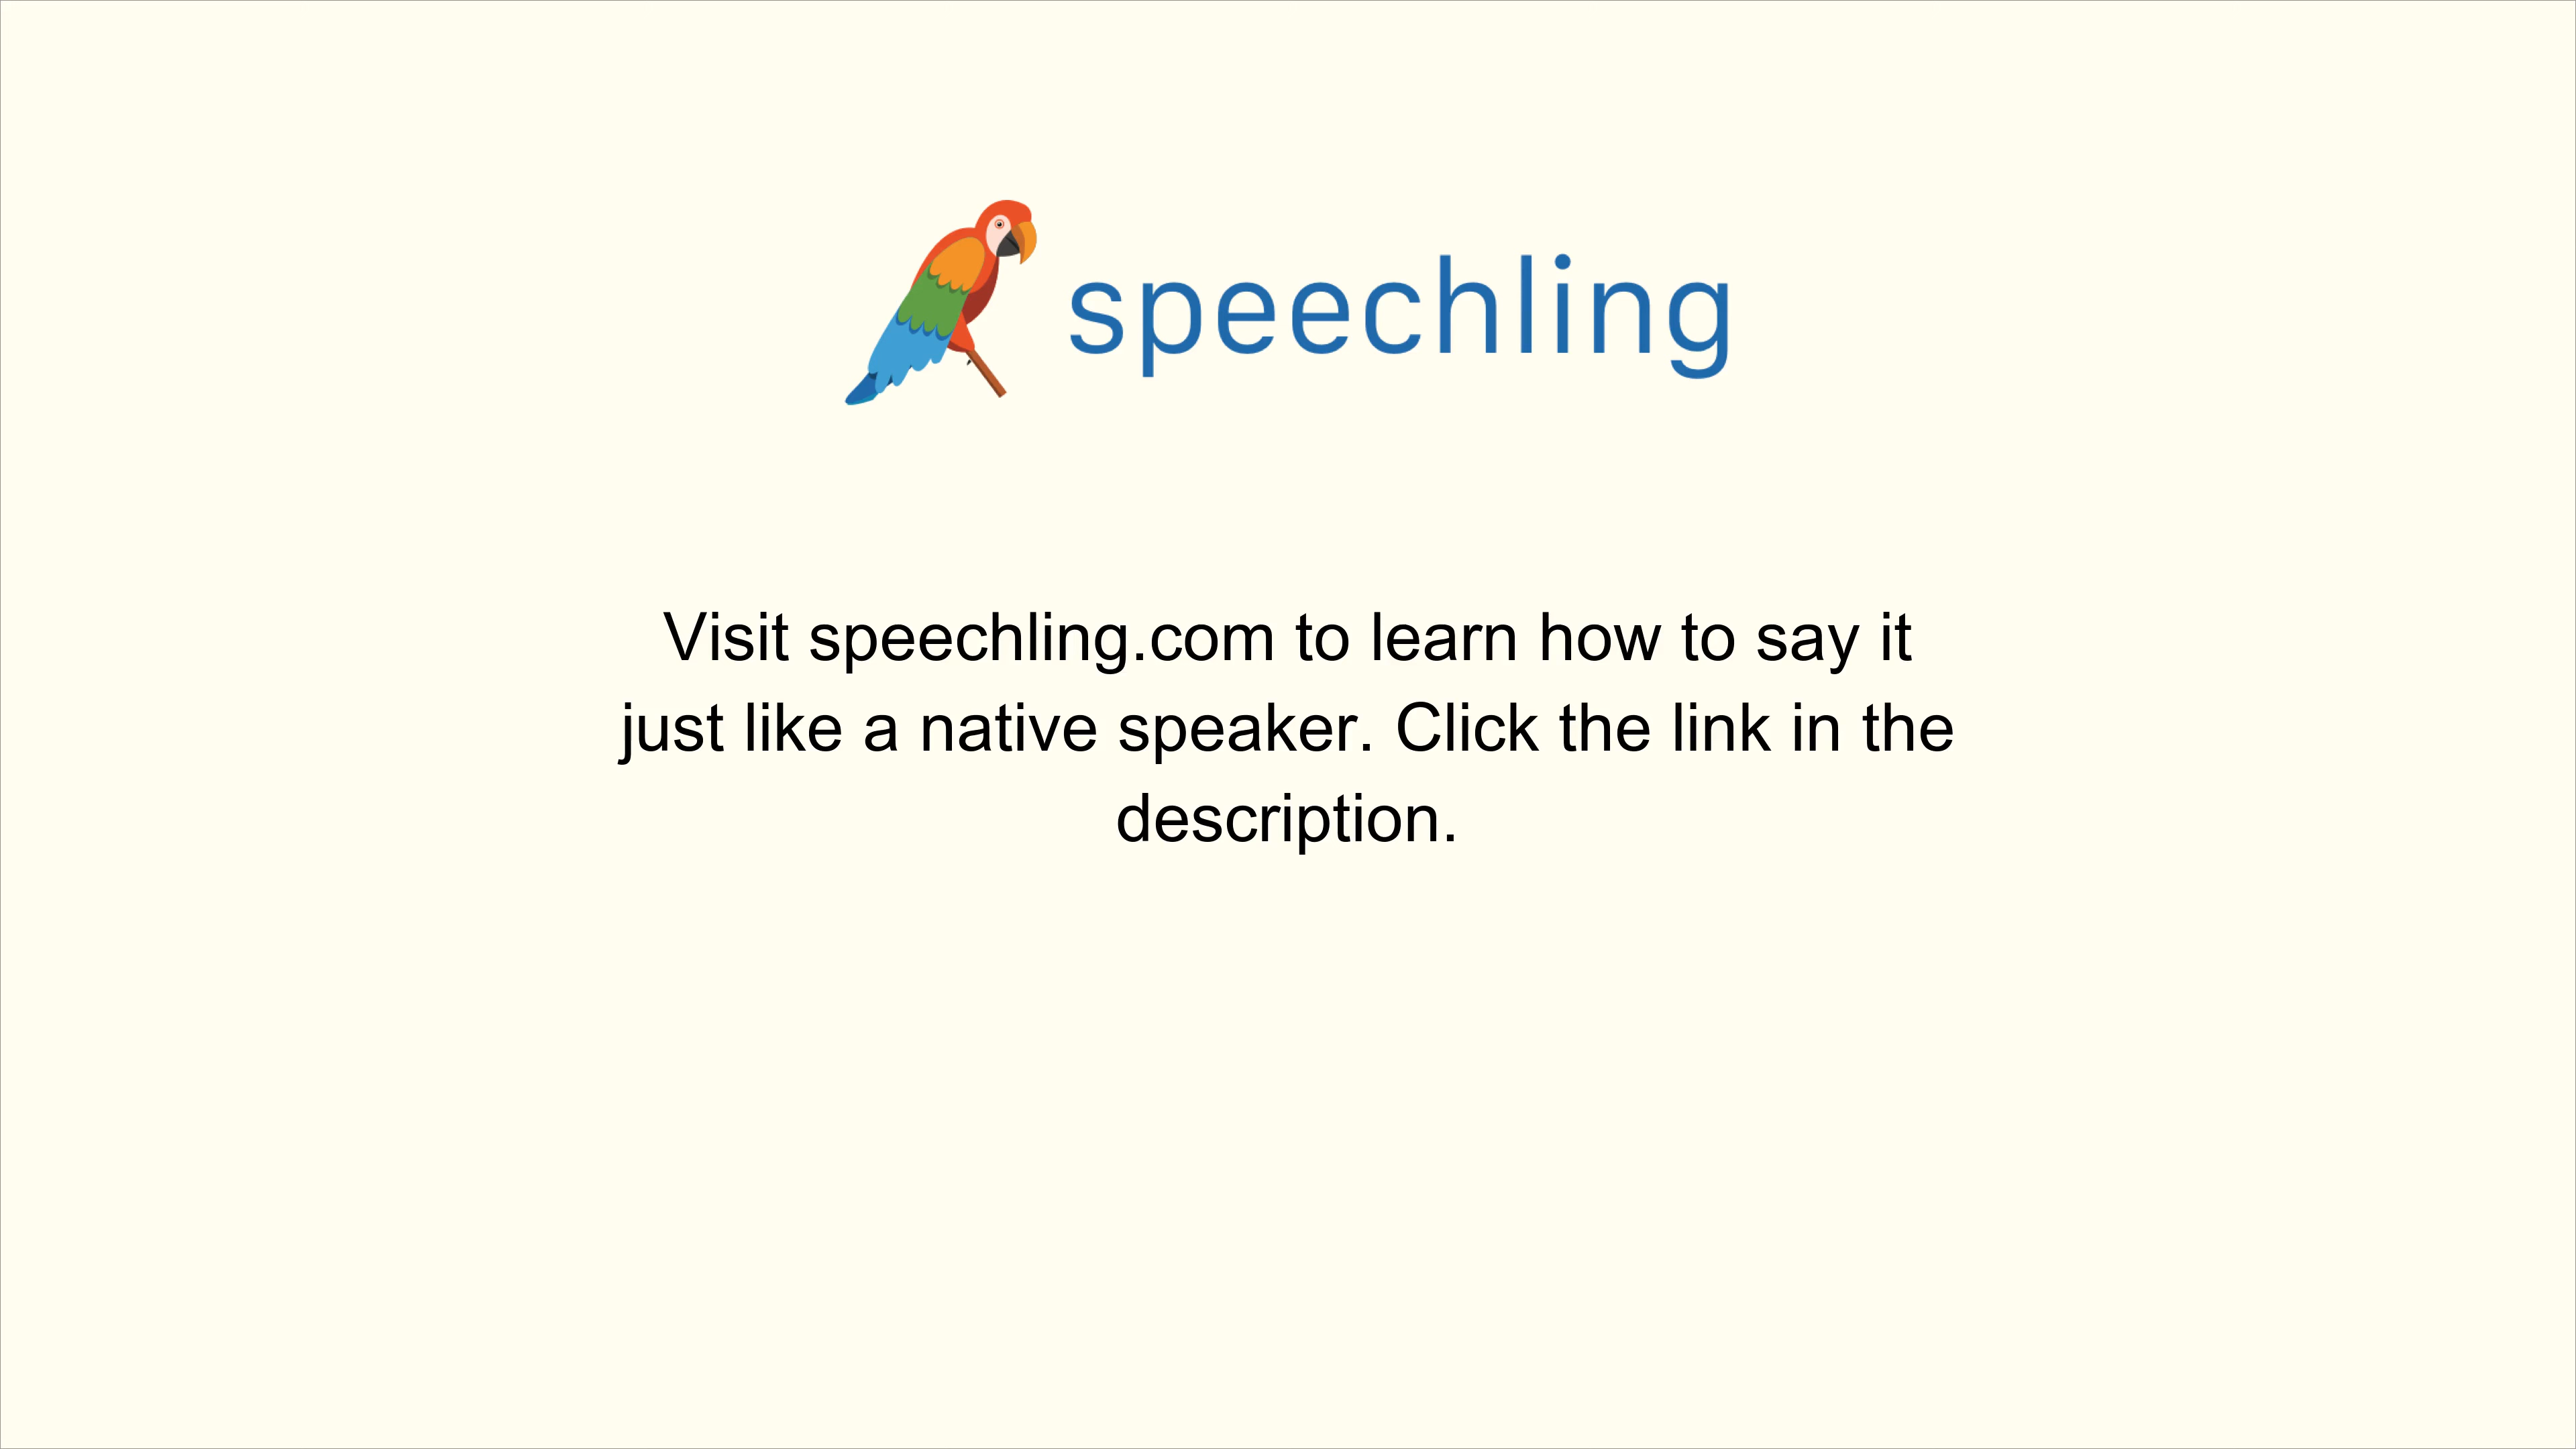 speechling
Visit speechling.com to learn how to say it
just like a native speaker. Click the link in the
description.